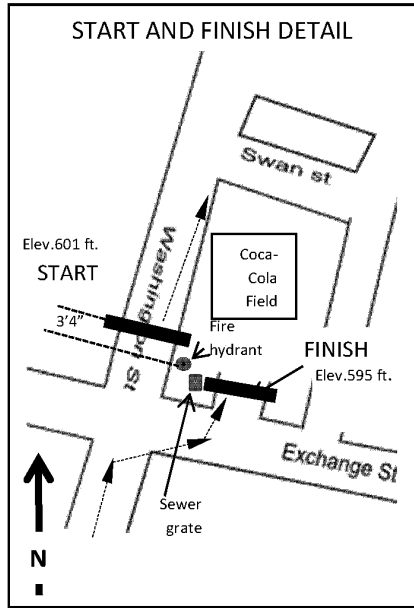 START AND FINISH DETAIL
Swan st
Elev.601 ft.
START
Washington St
Coca-
Cola
Field
3'4"
Fire
hydrant
FINISH
Elev.595 ft.
Exchange St
Sewer
grate
N